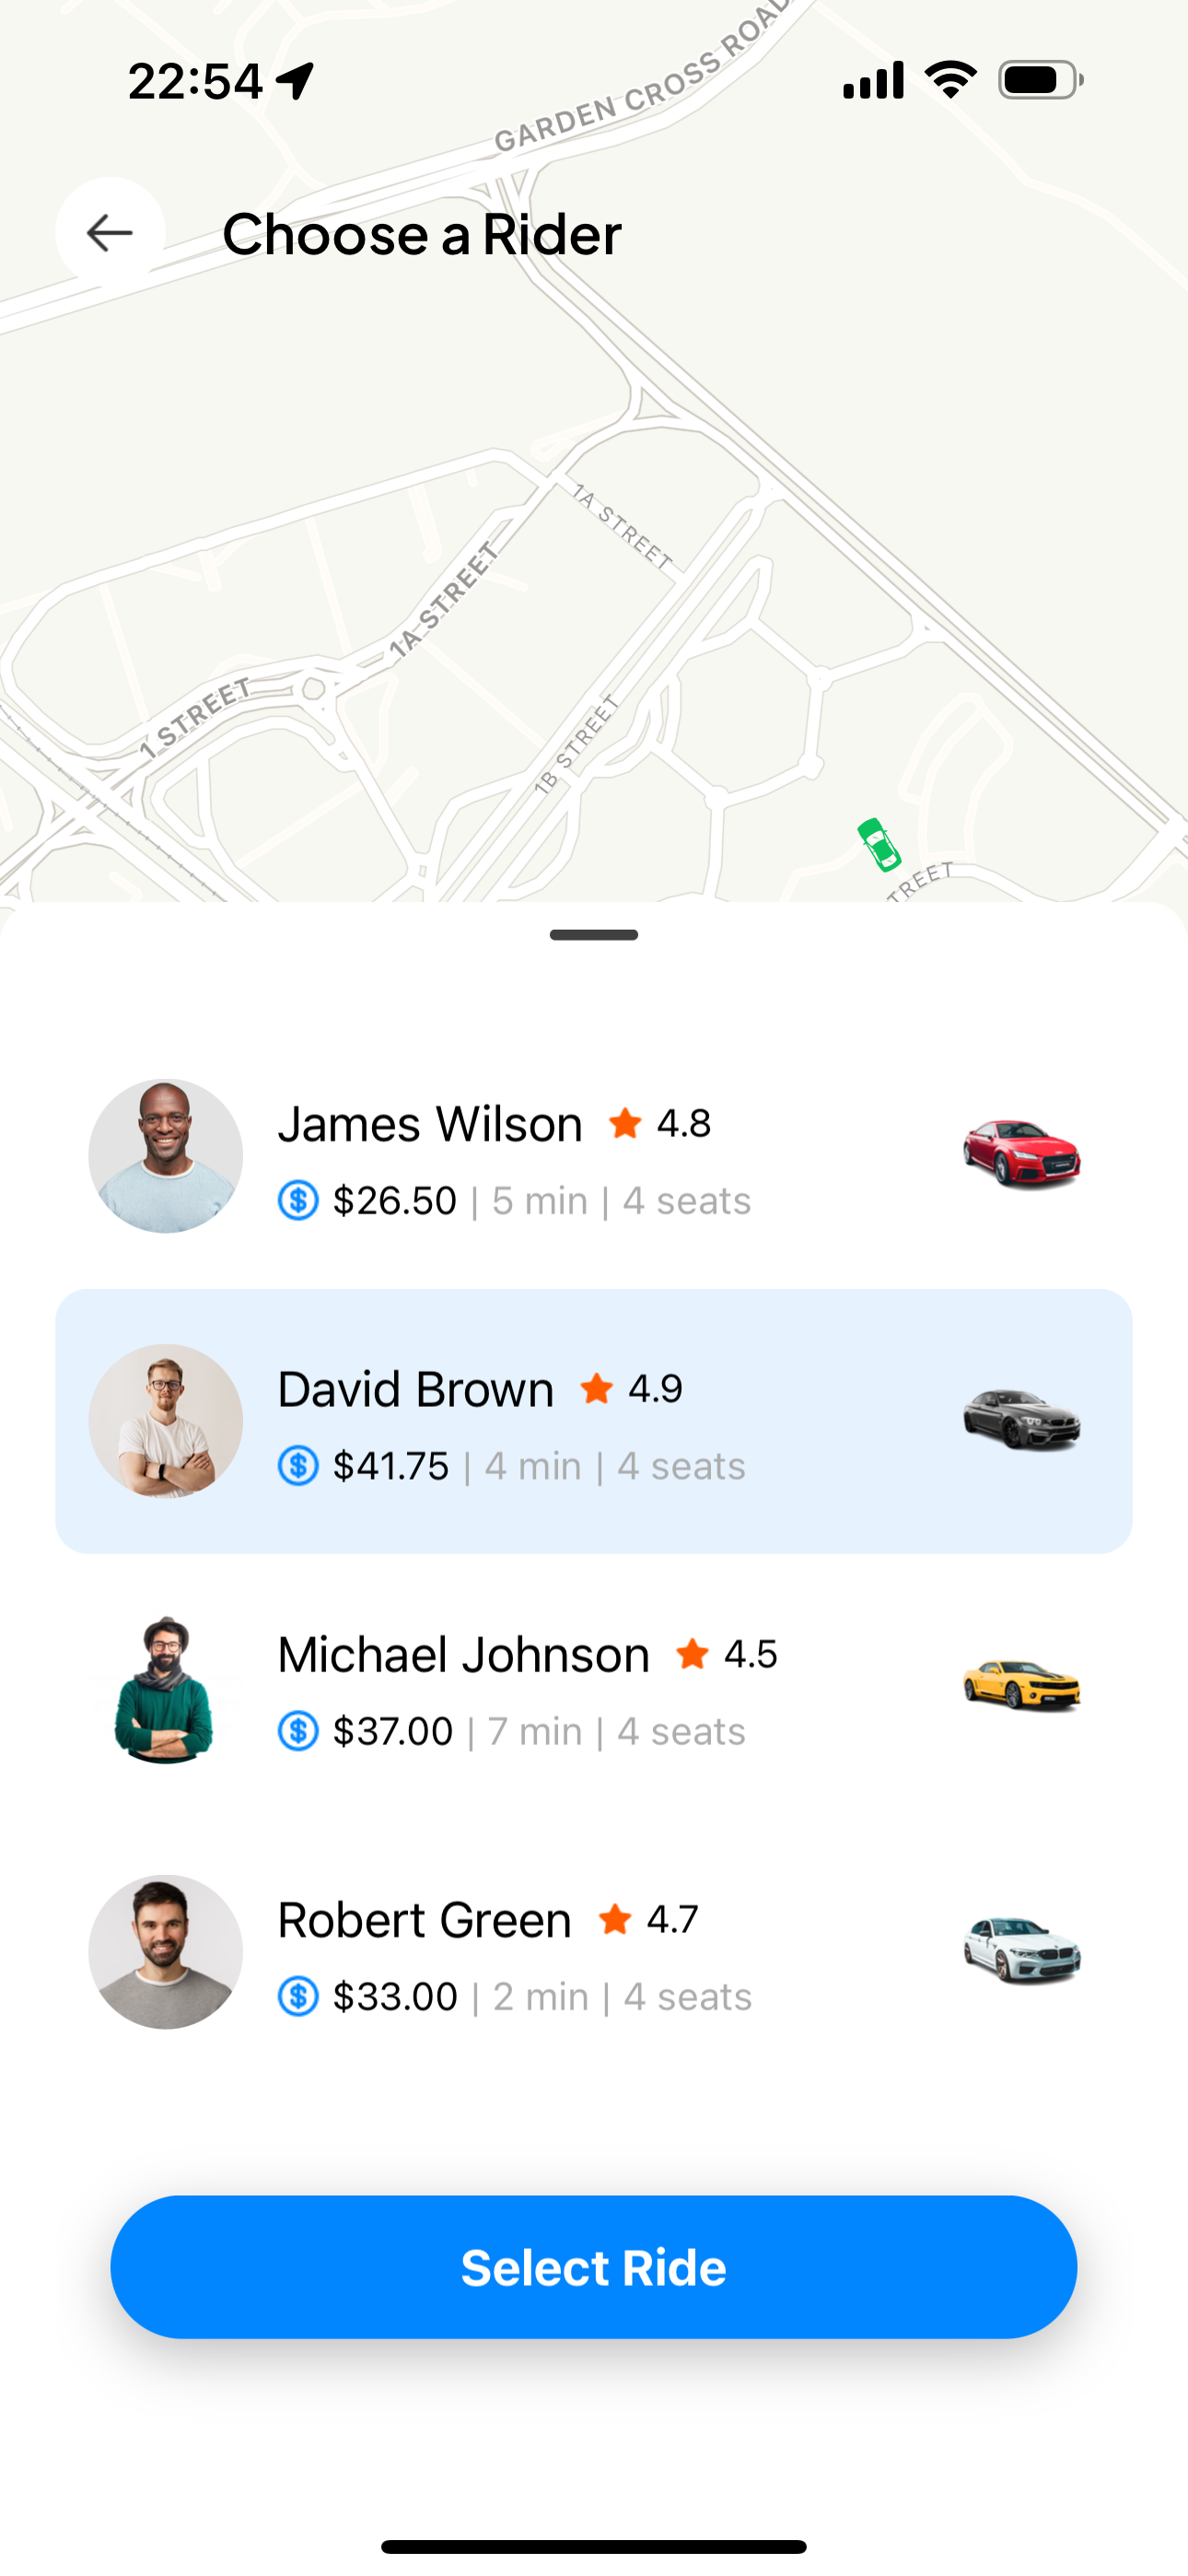 22:54
GARDEN CROSS ROAD
Choose a Rider
1A STREET
1A STREET
1 STREET
1B STREET
TREET
James Wilson 4.8
$26.50 | 5 min | 4 seats
David Brown 4.9
$41.75 | 4 min | 4 seats
Michael Johnson 4.5
$37.00 | 7 min | 4 seats
Robert Green 4.7
$33.00 | 2 min | 4 seats
Select Ride